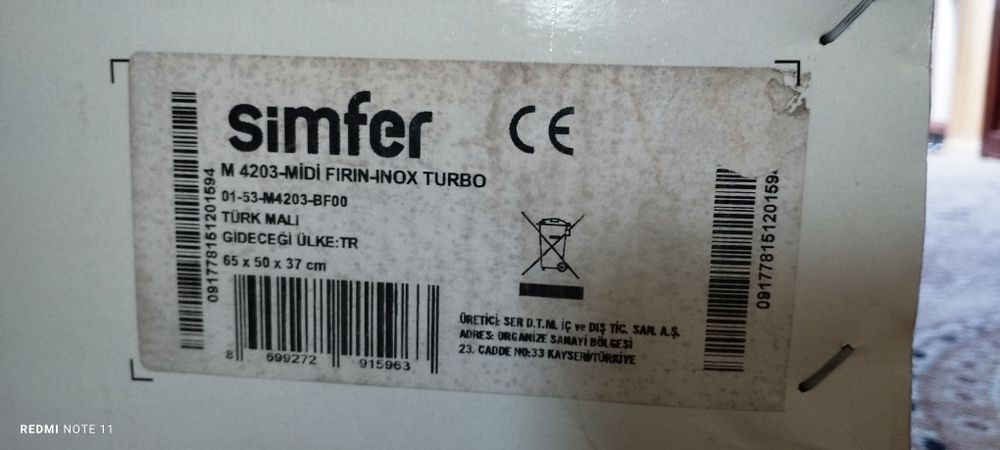 simfer
CE
M 4203-MİDİ FIRIN-INOX TURBO
01-53-M4203-BF00
TÜRK MALI
GİDECEĞİ ÜLKE:TR
65 x 50 x 37 cm
0917778151201594
8 699272 915963
ÜRETİCİ: SER D.T.M. İÇ ve DIŞ TİC. SAN. A.Ş.
ADRES: ORGANİZE SANAYİ BÖLGESİ
23. CADDE NO:33 KAYSERİ/TÜRKİYE
091777815120159
REDMI NOTE 11